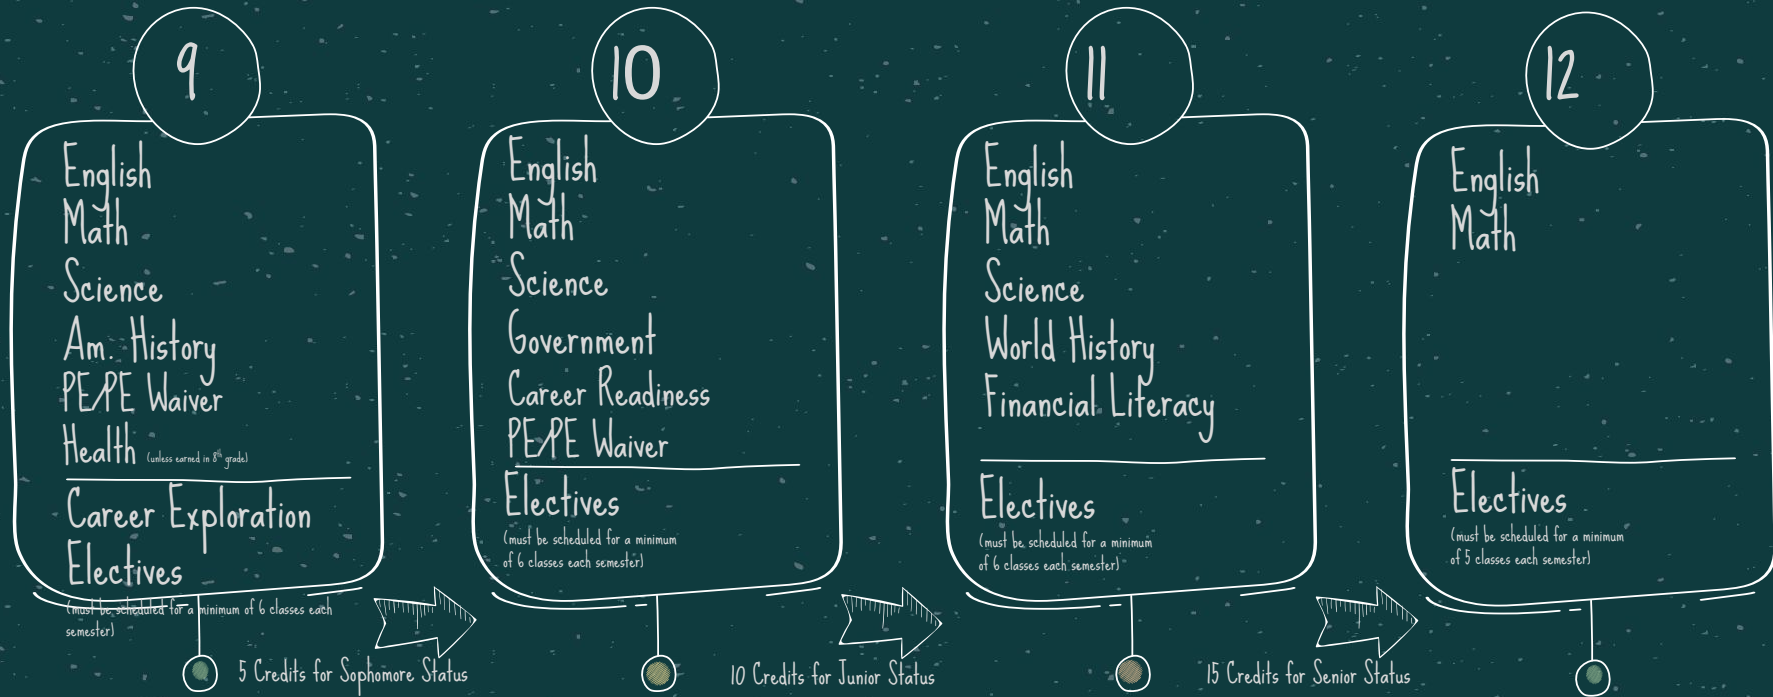 9
English
Math
Science
Am. History
PE/PE Waiver
Health (unless earned in 8th grade)
Career Exploration
Electives
(must be scheduled for a minimum of 6 classes each
semester)
5 Credits for Sophomore Status
10
English
Math
Science
Government
Career Readiness
PE/PE Waiver
Electives
(must be scheduled for a minimum
of 6 classes each semester)
10 Credits for Junior Status
11
English
Math
Science
World History
Financial Literacy
Electives
(must be scheduled for a minimum
of 6 classes each semester)
15 Credits for Senior Status
12
English
Math
Electives
(must be scheduled for a minimum
of 5 classes each semester)